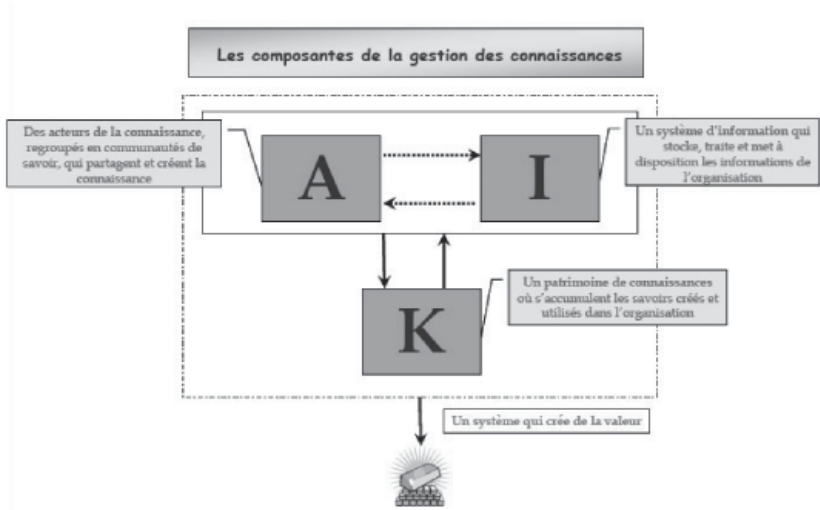 Les composantes de la gestion des connaissances
Des acteurs de la connaissance,
regroupés en communautés de
savoir, qui partagent et créent la
connaissance
A
I
Un système d'information qui
stocke, traite et met à
disposition les informations de
l'organisation
K
Un patrimoine de connaissances
où s'accumulent les savoirs créés et
utilisés dans l'organisation
Un système qui crée de la valeur